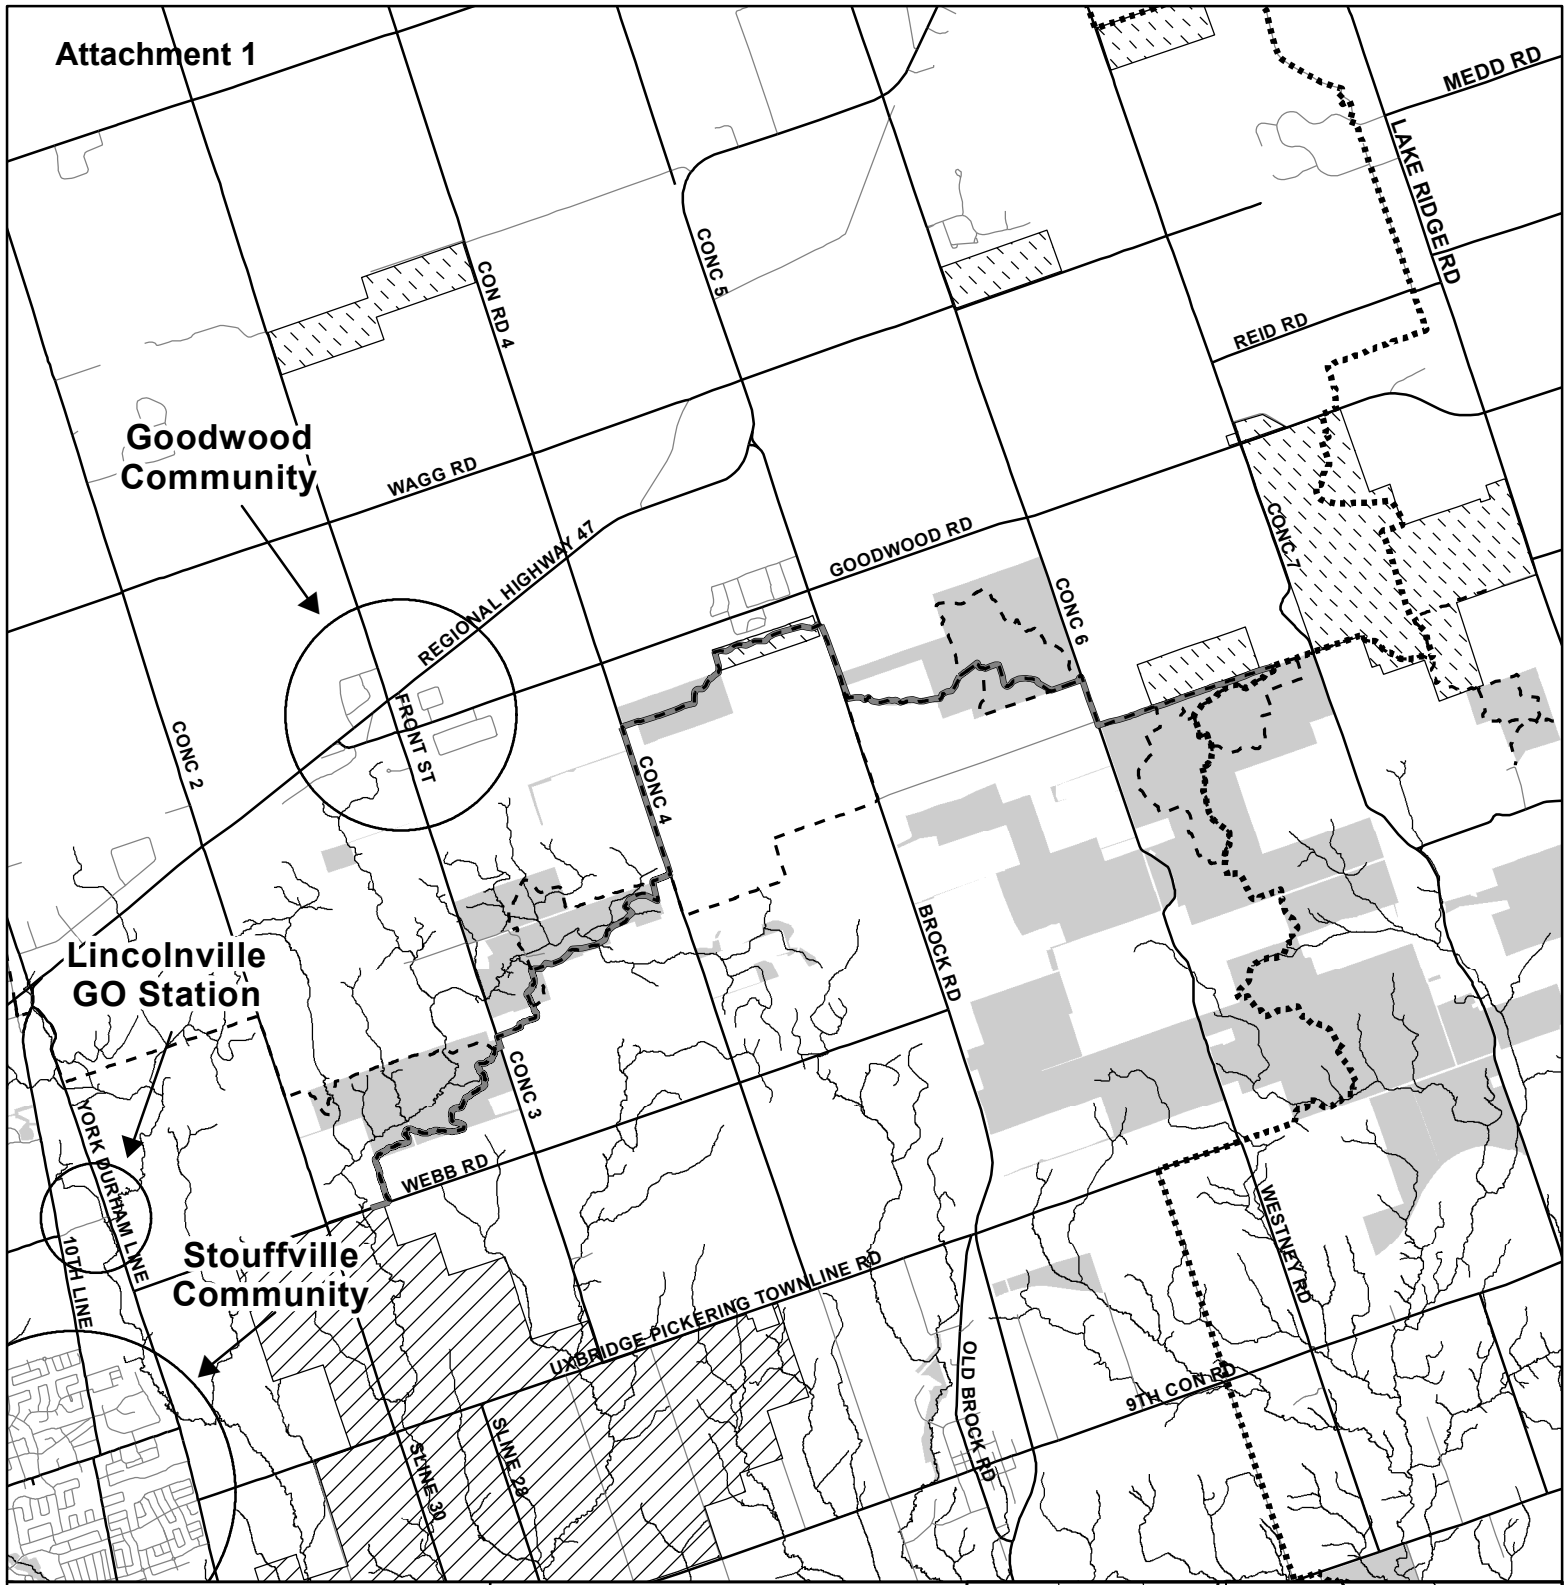 Attachment 1
MEDD RD
LAKE RIDGE RD
CONC 5
CON RD 4
REID RD
Goodwood
Community
WAGG RD
REGIONAL HIGHWAY 47
GOODWOOD RD
CONC 7
CONC 6
FRONT ST
CONC 2
CONC 4
BROCK RD
Lincolnville
GO Station
CONC 3
YORK DURHAM LINE
WEBB RD
WESTNEY RD
10TH LINE
Stouffville
Community
UXBRIDGE PICKERING TOWNLINE RD
OLD BROCK RD
9TH CON RD
SLINE 28
SLINE 30